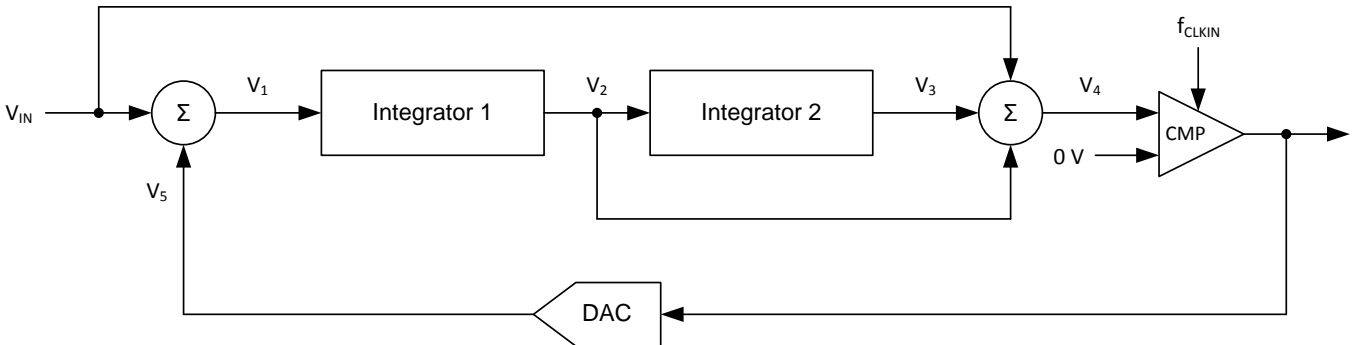 f_CLKIN
V_IN
Σ
V_1
Integrator 1
V_2
Integrator 2
V_3
Σ
V_4
0 V
CMP
V_5
DAC